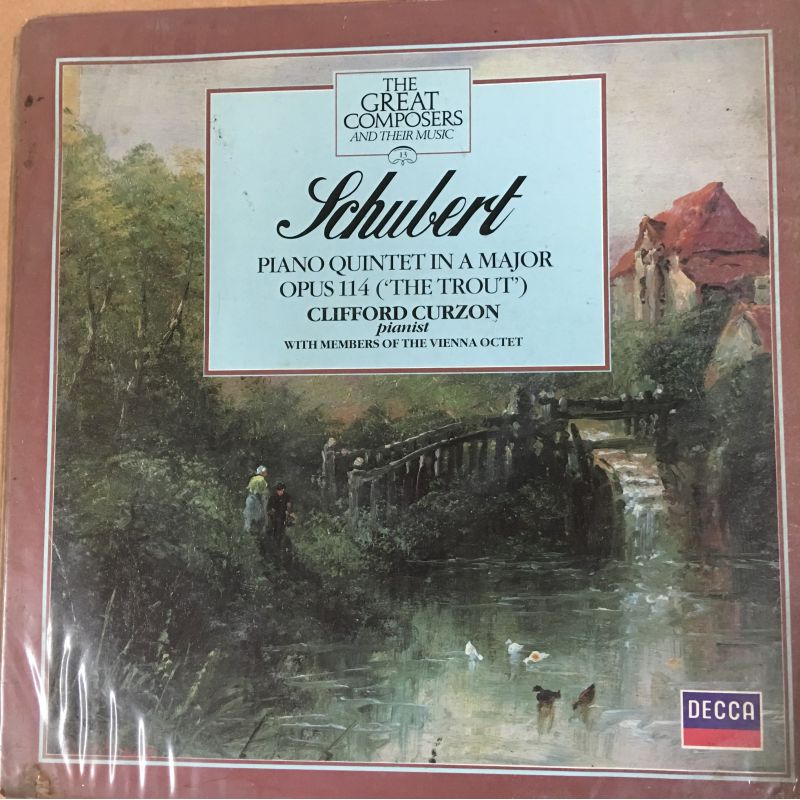 THE
GREAT
COMPOSERS
AND THEIR MUSIC
13
Schubert
PIANO QUINTET IN A MAJOR
OPUS 114 (‘THE TROUT’)
CLIFFORD CURZON
pianist
WITH MEMBERS OF THE VIENNA OCTET
DECCA